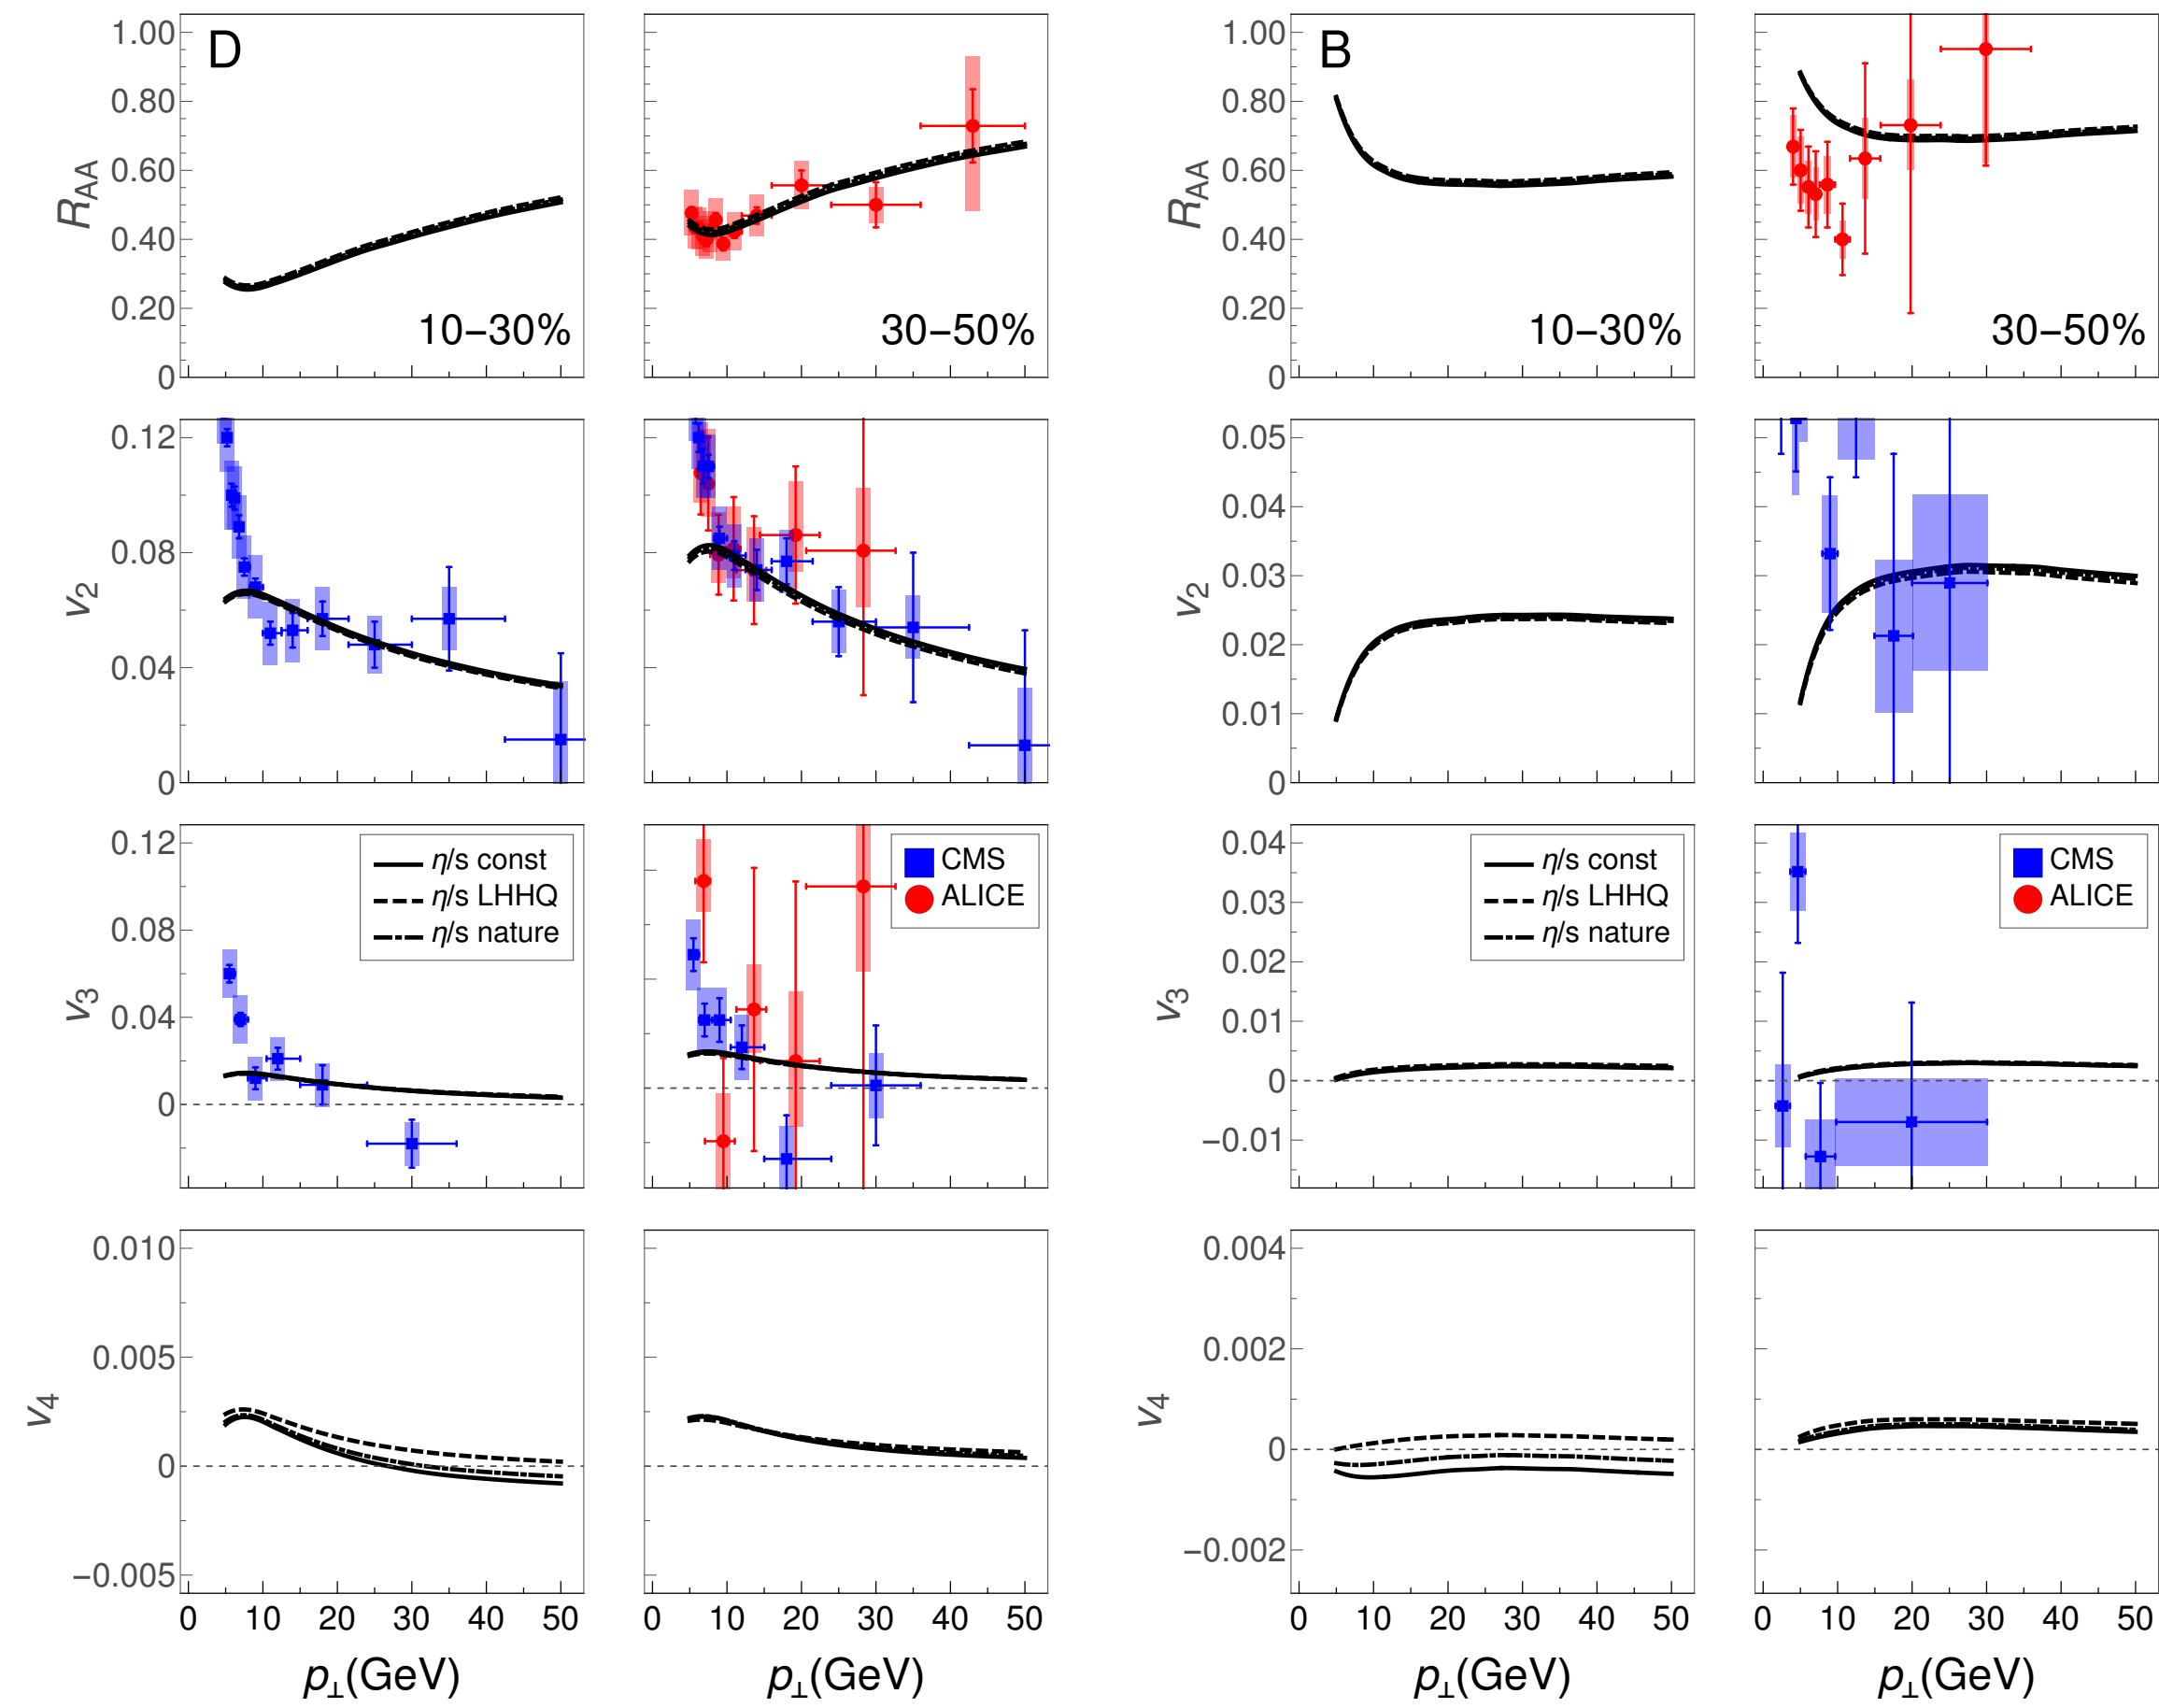 D
B
R_AA
1.00
0.80
0.60
0.40
0.20
0
10−30%
30−50%
R_AA
1.00
0.80
0.60
0.40
0.20
0
10−30%
30−50%
v_2
0.12
0.08
0.04
0
v_2
0.05
0.04
0.03
0.02
0.01
0
v_3
0.12
0.08
0.04
0
η/s const
η/s LHHQ
η/s nature
CMS
ALICE
v_3
0.04
0.03
0.02
0.01
0
−0.01
η/s const
η/s LHHQ
η/s nature
CMS
ALICE
v_4
0.010
0.005
0
−0.005
v_4
0.004
0.002
0
−0.002
0 10 20 30 40 50
0 10 20 30 40 50
0 10 20 30 40 50
0 10 20 30 40 50
p⊥(GeV)
p⊥(GeV)
p⊥(GeV)
p⊥(GeV)